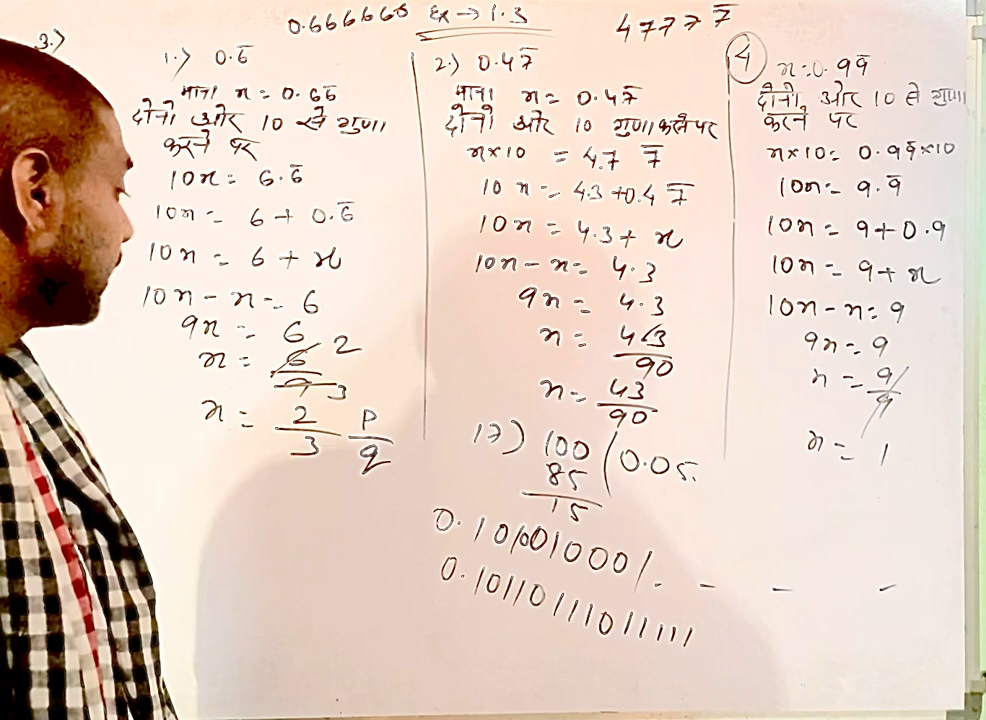 0.666666 Ex → 1.3 47777̅
3.)
1.) 0.6̅
माना x = 0.66̅
दोनो ओर 10 से गुणा
करने पर
10x = 6.6̅
10x = 6 + 0.6̅
10x = 6 + x
10x - x = 6
9x = 6
x = 6/9 2 3
x = 2/3 p/q
2.) 0.47̅
माना x = 0.47̅
दोनो ओर 10 गुणा करने पर
x×10 = 4.7 7̅
10x = 4.3+0.47̅
10x = 4.3 + x
10x - x = 4.3
9x = 4.3
x = 43/90
x = 43/90
17) 100 ( 0.05.
85
15
0.1010010001. - - -
0.10110111011111
4
x = 0.99̅
दोनो ओर 10 से गुणा
करने पर
x×10 = 0.99̅×10
10x = 9.9̅
10x = 9+0.9
10x = 9 + x
10x - x = 9
9x = 9
x = 9/9
x = 1